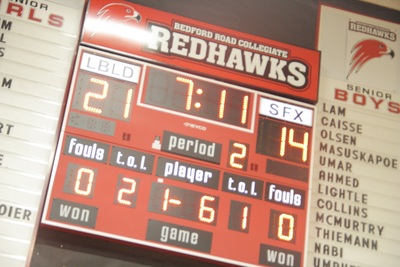 BEDFORD ROAD COLLEGIATE
REDHAWKS
LBLD
7:11
SFX
21
period
2
14
fouls
t.o.l
player
t.o.l
fouls
0
2
1-6
1
0
won
game
won
REDHAWKS
SENIOR
BOYS
LAM
CAISSE
OLSEN
MASUSKAPOE
UMAR
AHMED
LIGHTLE
COLLINS
MCMURTRY
THIEMANN
NABI